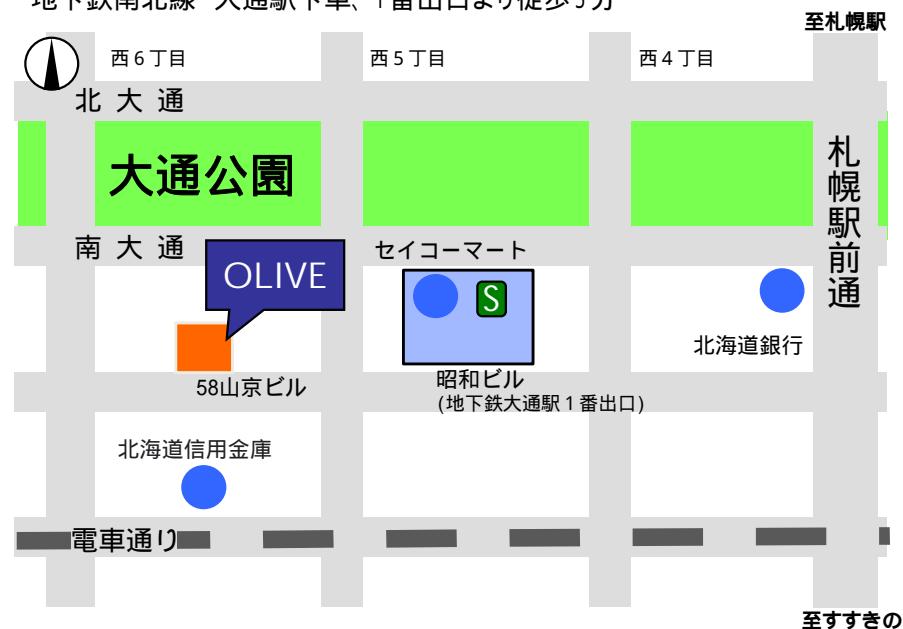 地下鉄南北線 大通駅下車、1番出口より徒歩5分
至札幌駅
西6丁目
西5丁目
西4丁目
北大通
大通公園
札幌駅前通
南大通
セイコーマート
OLIVE
S
北海道銀行
58山京ビル
昭和ビル
(地下鉄大通駅1番出口)
北海道信用金庫
電車通り
至すすきの